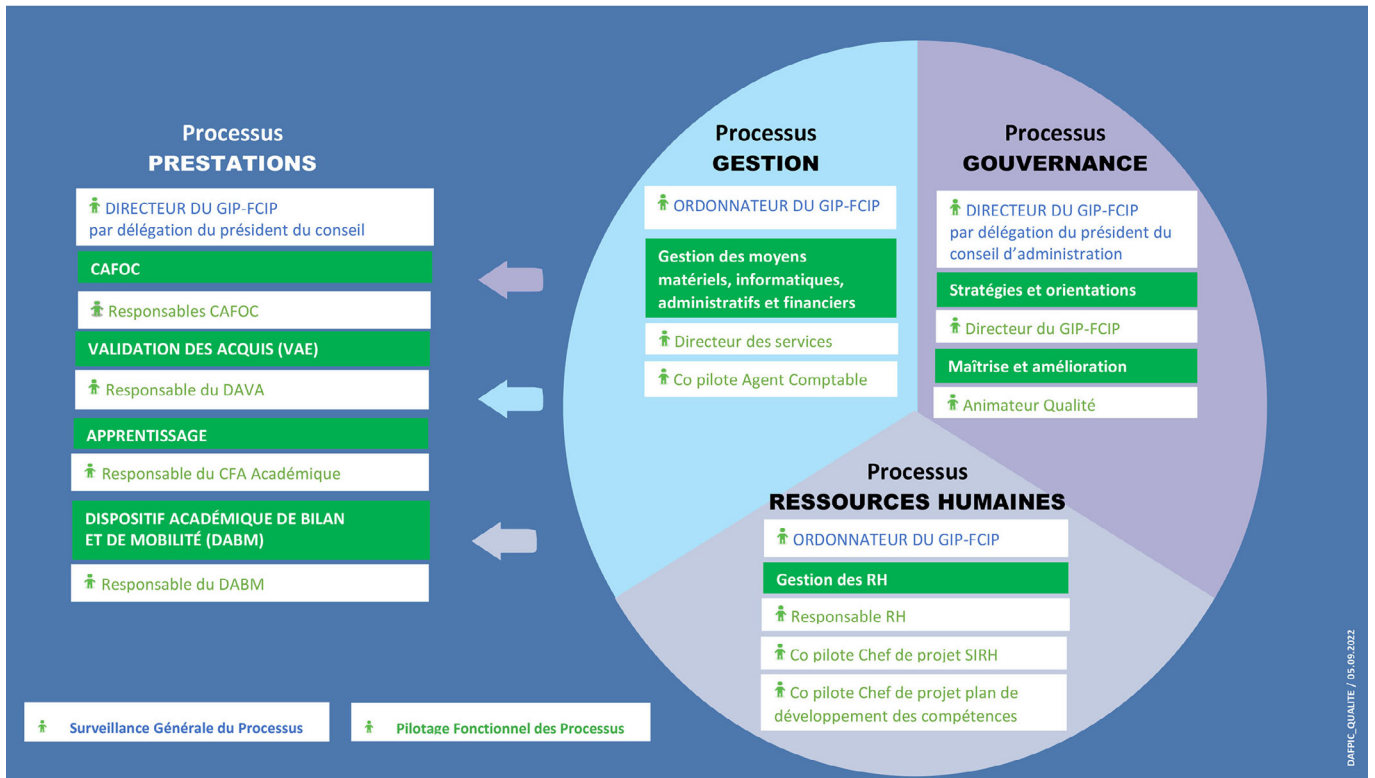 Processus
PRESTATIONS
DIRECTEUR DU GIP-FCIP
par délégation du président du conseil
CAFOC
Responsables CAFOC
VALIDATION DES ACQUIS (VAE)
Responsable du DAVA
APPRENTISSAGE
Responsable du CFA Académique
DISPOSITIF ACADÉMIQUE DE BILAN
ET DE MOBILITÉ (DABM)
Responsable du DABM
Processus
GESTION
ORDONNATEUR DU GIP-FCIP
Gestion des moyens
matériels, informatiques,
administratifs et financiers
Directeur des services
Co pilote Agent Comptable
Processus
GOUVERNANCE
DIRECTEUR DU GIP-FCIP
par délégation du président du
conseil d'administration
Stratégies et orientations
Directeur du GIP-FCIP
Maîtrise et amélioration
Animateur Qualité
Processus
RESSOURCES HUMAINES
ORDONNATEUR DU GIP-FCIP
Gestion des RH
Responsable RH
Co pilote Chef de projet SIRH
Co pilote Chef de projet plan de
développement des compétences
Surveillance Générale du Processus
Pilotage Fonctionnel des Processus
DAFPIC_QUALITE / 05.09.2022